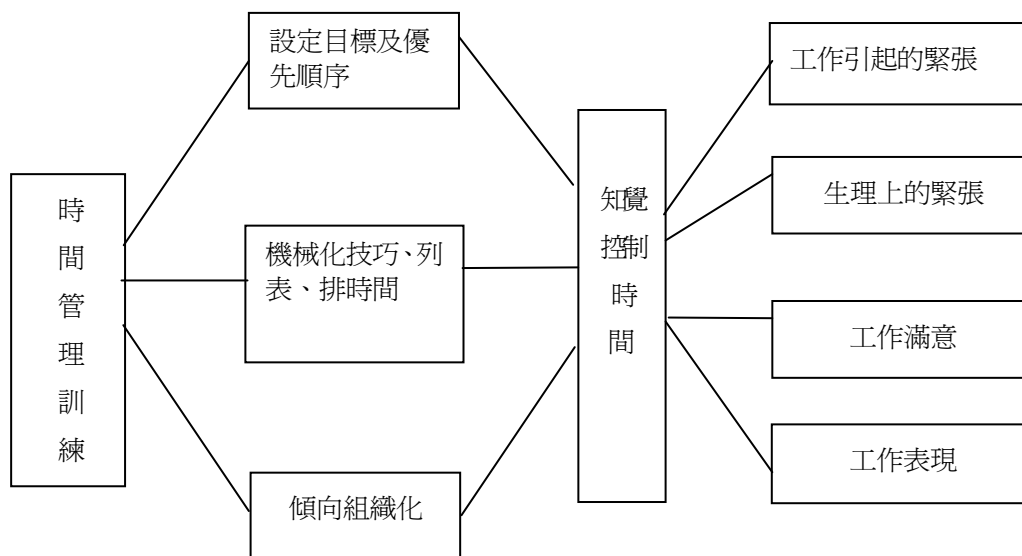 時
間
管
理
訓
練
設定目標及優
先順序
機械化技巧、列
表、排時間
傾向組織化
知覺
控制
時
間
工作引起的緊張
生理上的緊張
工作滿意
工作表現